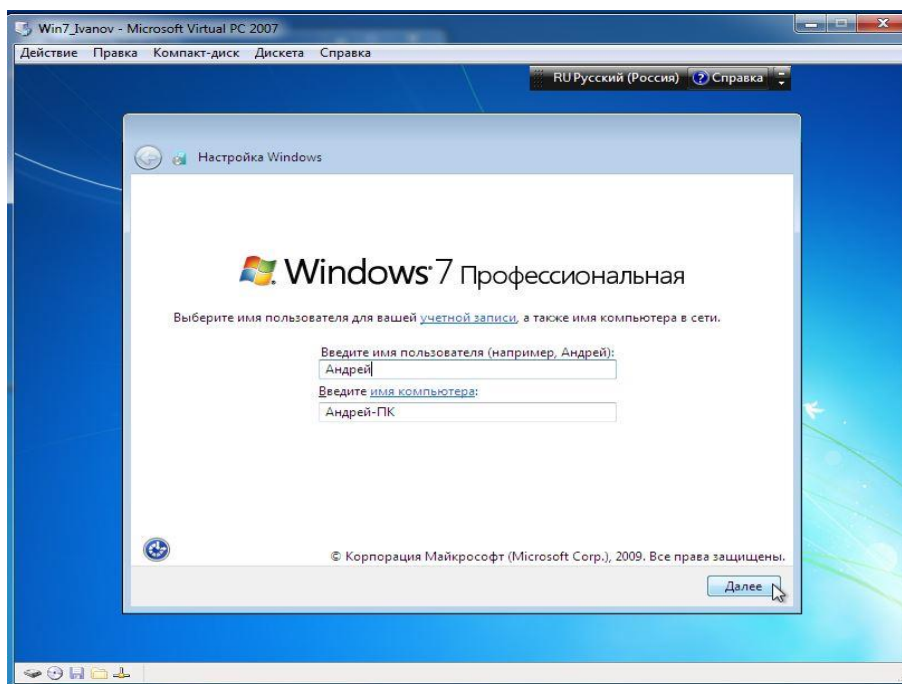 Win7_Ivanov - Microsoft Virtual PC 2007
Действие Правка Компакт-диск Дискета Справка
RU Русский (Россия) Справка
Настройка Windows
Windows 7 Профессиональная
Выберите имя пользователя для вашей учетной записи, а также имя компьютера в сети.
Введите имя пользователя (например, Андрей):
Андрей
Введите имя компьютера:
Андрей-ПК
© Корпорация Майкрософт (Microsoft Corp.), 2009. Все права защищены.
Далее